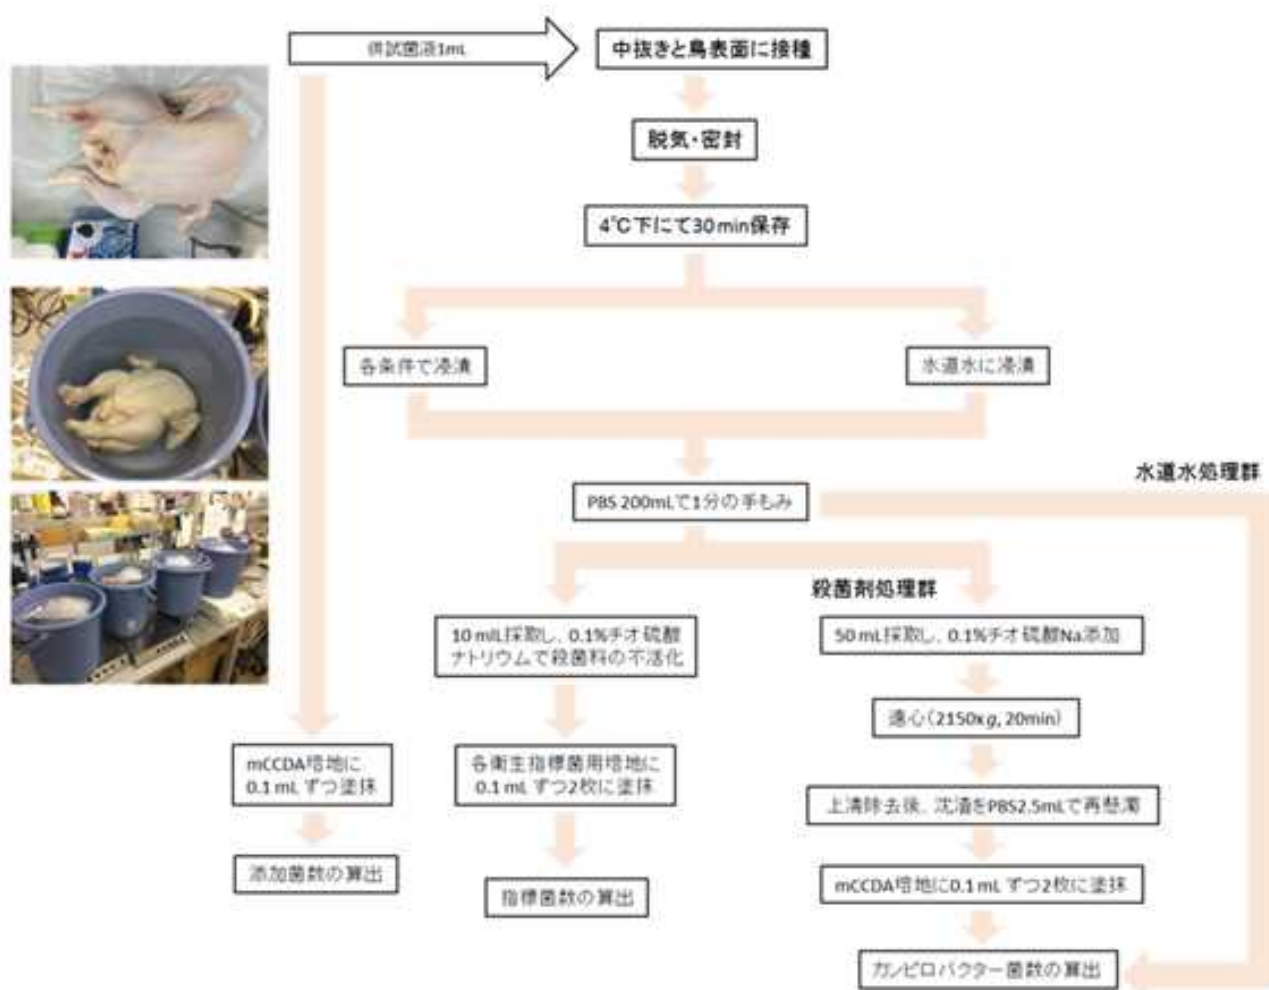 供試菌液1mL
中抜きと鳥表面に接種
脱気・密封
4℃下にて30min保存
各条件で浸漬
水道水に浸漬
PBS 200mLで1分の手もみ
水道水処理群
殺菌剤処理群
10 mlL採取し、0.1%チオ硫酸
ナトリウムで殺菌料の不活化
50 mL採取し、0.1%チオ硫酸Na添加
遠心(2150xg, 20min)
mCCDA培地に
0.1 mL ずつ塗抹
各衛生指標菌用培地に
0.1 mL ずつ2枚に塗抹
上清除去後、沈渣をPBS2.5mLで再懸濁
添加菌数の算出
指標菌数の算出
mCCDA培地に0.1 mL ずつ2枚に塗抹
カンピロバクター菌数の算出